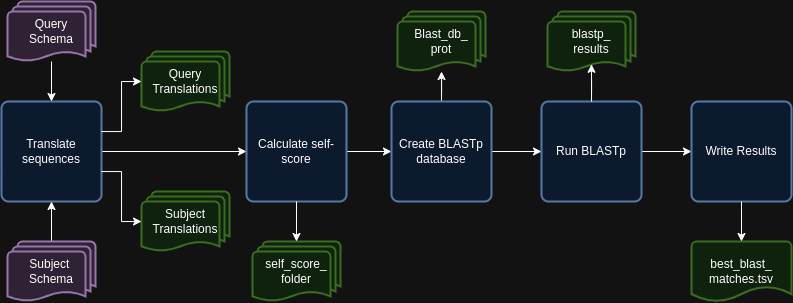 Query
Schema
Blast_db_
prot
blastp_
results
Query
Translations
Translate
sequences
Calculate self-
score
Create BLASTp
database
Run BLASTp
Write Results
Subject
Translations
Subject
Schema
self_score_
folder
best_blast_
matches.tsv